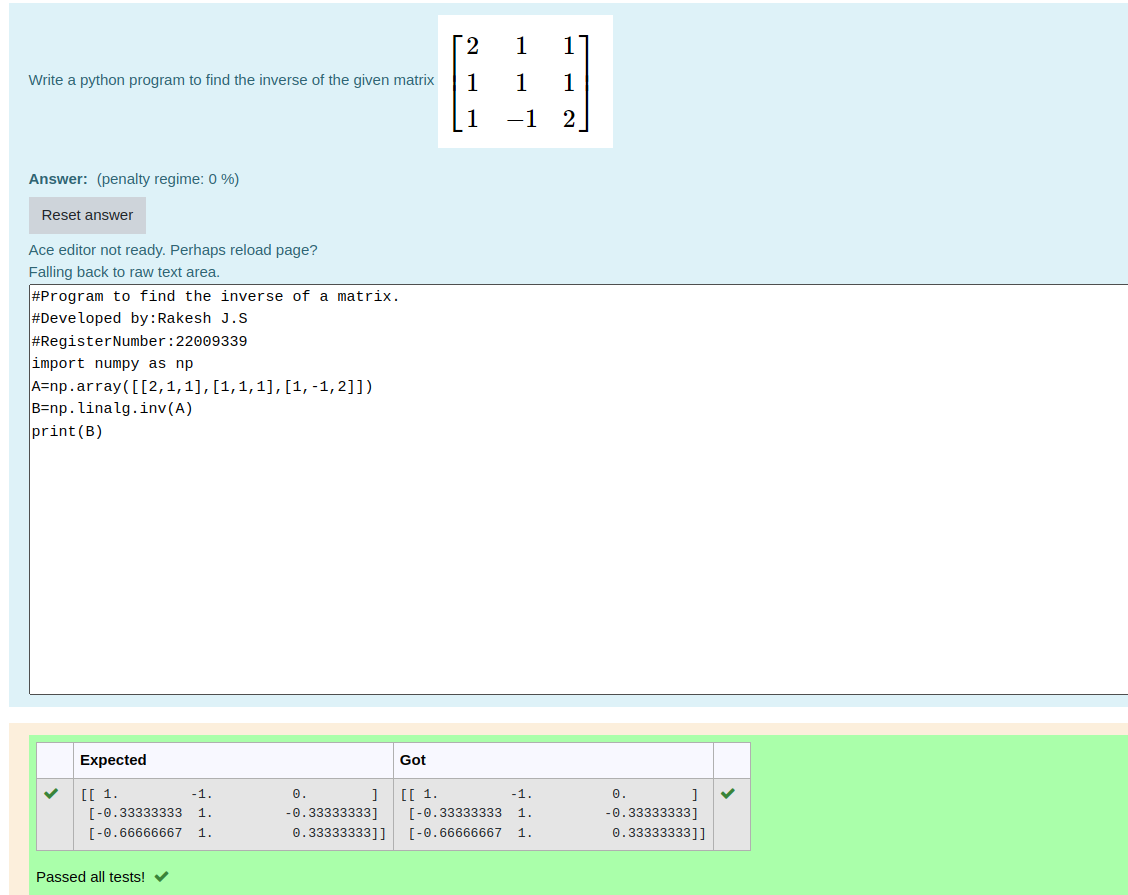 Write a python program to find the inverse of the given matrix
2 1 1
1 1 1
1 −1 2
Answer: (penalty regime: 0 %)
Reset answer
Ace editor not ready. Perhaps reload page?
Falling back to raw text area.
#Program to find the inverse of a matrix.
#Developed by:Rakesh J.S
#RegisterNumber:22009339
import numpy as np
A=np.array([[2,1,1],[1,1,1],[1,-1,2]])
B=np.linalg.inv(A)
print(B)
Expected Got
[[ 1. -1. 0. ] [[ 1. -1. 0. ]
[-0.33333333 1. -0.33333333] [-0.33333333 1. -0.33333333]
[-0.66666667 1. 0.33333333]] [-0.66666667 1. 0.33333333]]
Passed all tests!